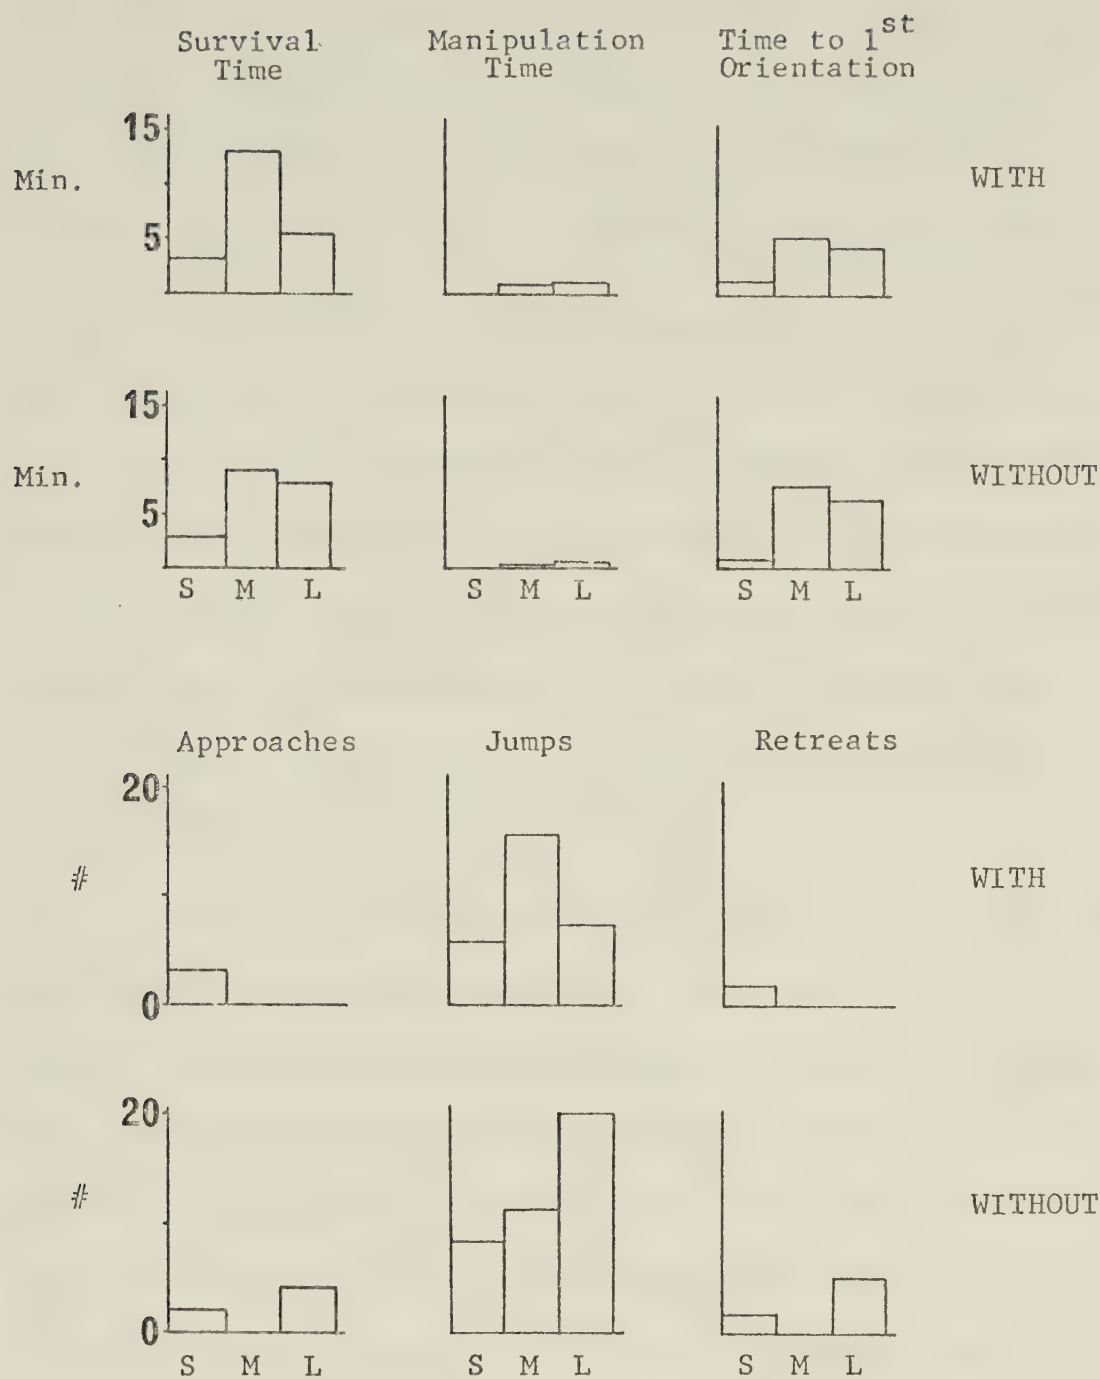 Survival Manipulation Time to 1st
Time Time Orientation
15
Min. WITH
5
15
Min. WITHOUT
5
S M L S M L S M L
Approaches Jumps Retreats
20
# WITH
0
20
# WITHOUT
0
S M L S M L S M L